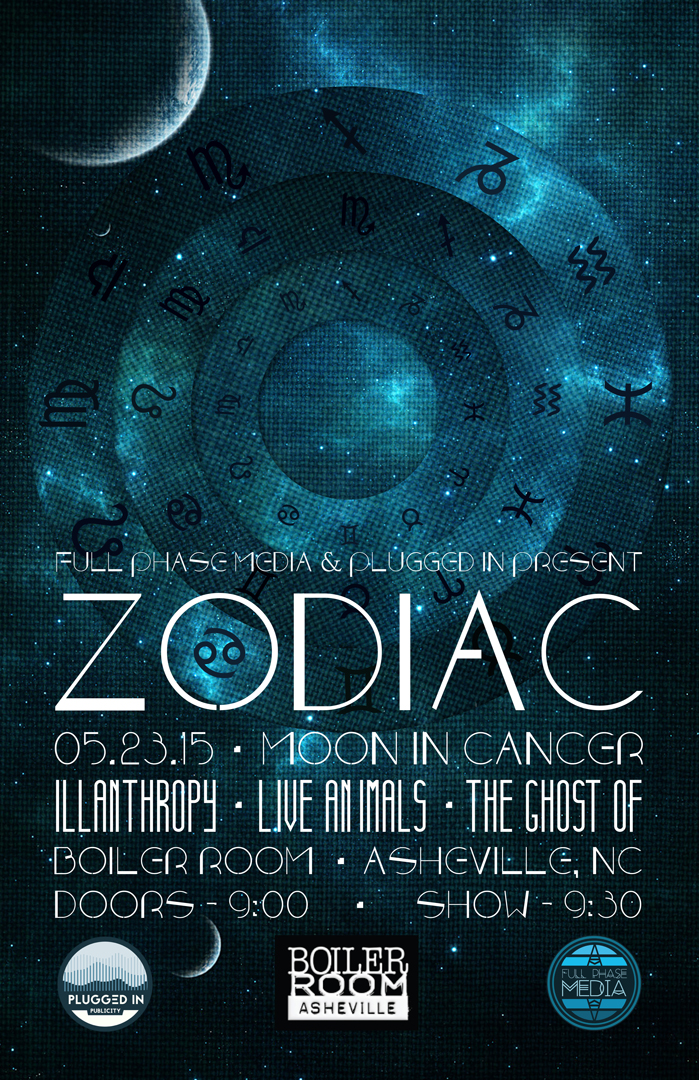 FULL PHASE MEDIA & PLUGGED IN PRESENT
ZODIAC
05.23.15 · MOON IN CANCER
ILLANTHROPY · LIVE ANIMALS · THE GHOST OF
BOILER ROOM · ASHEVILLE, NC
DOORS - 9:00 · SHOW - 9:30
PLUGGED IN
PUBLICITY
BOILER
ROOM
ASHEVILLE
FULL PHASE
MEDIA